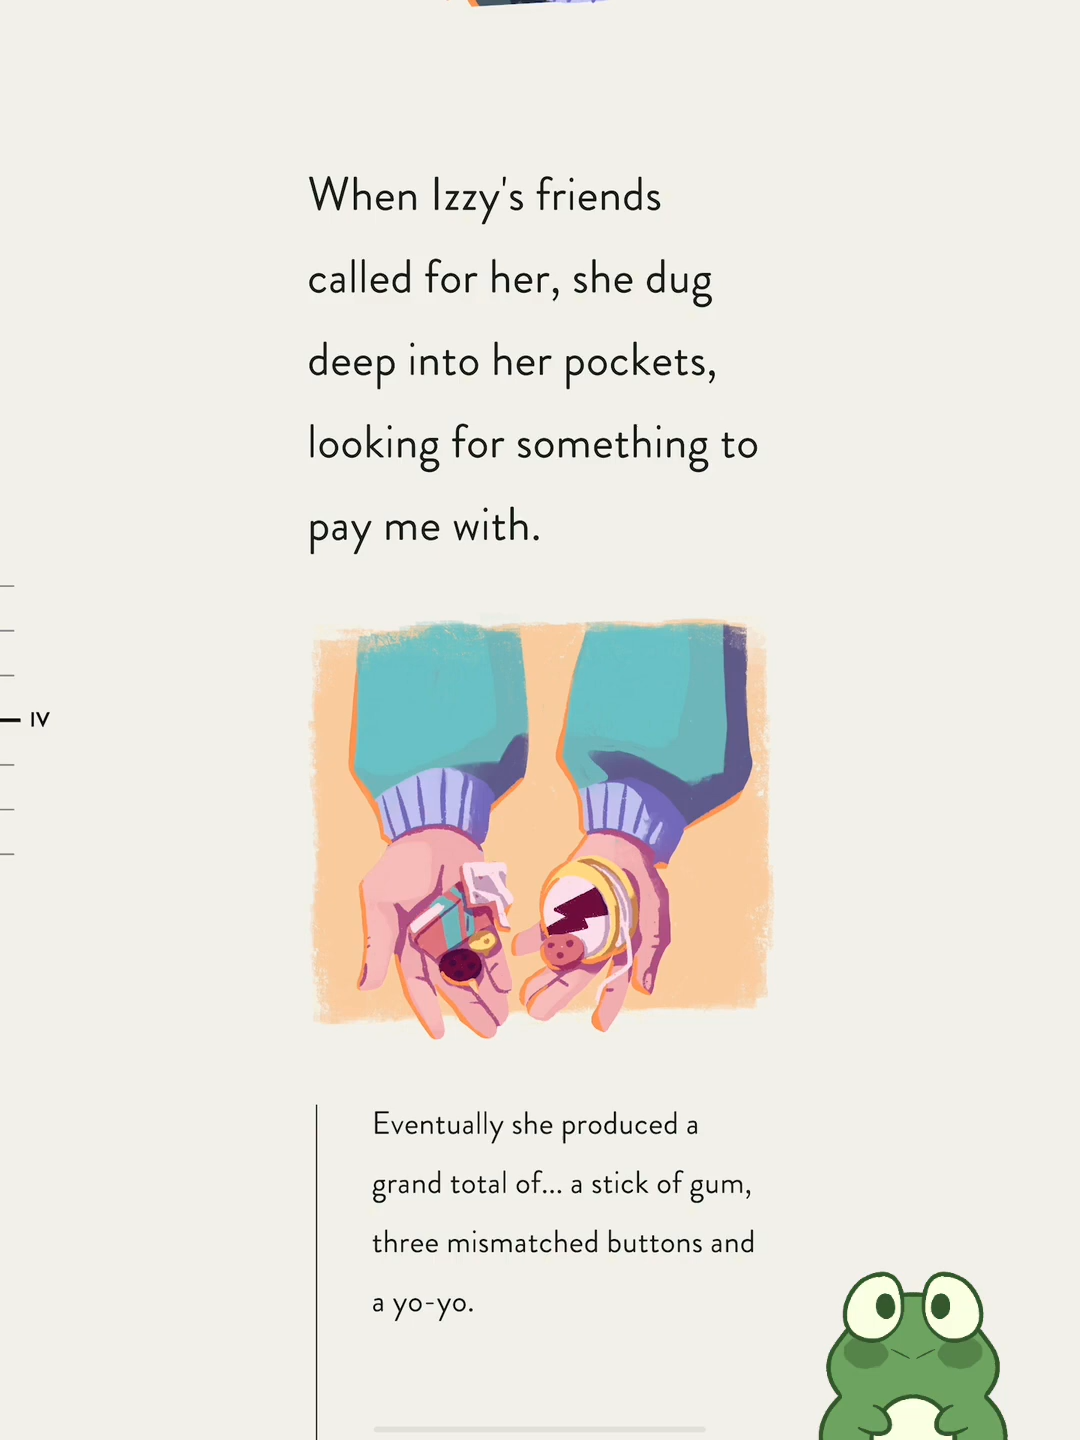 When Izzy's friends
called for her, she dug
deep into her pockets,
looking for something to
pay me with.
IV
Eventually she produced a
grand total of... a stick of gum,
three mismatched buttons and
a yo-yo.